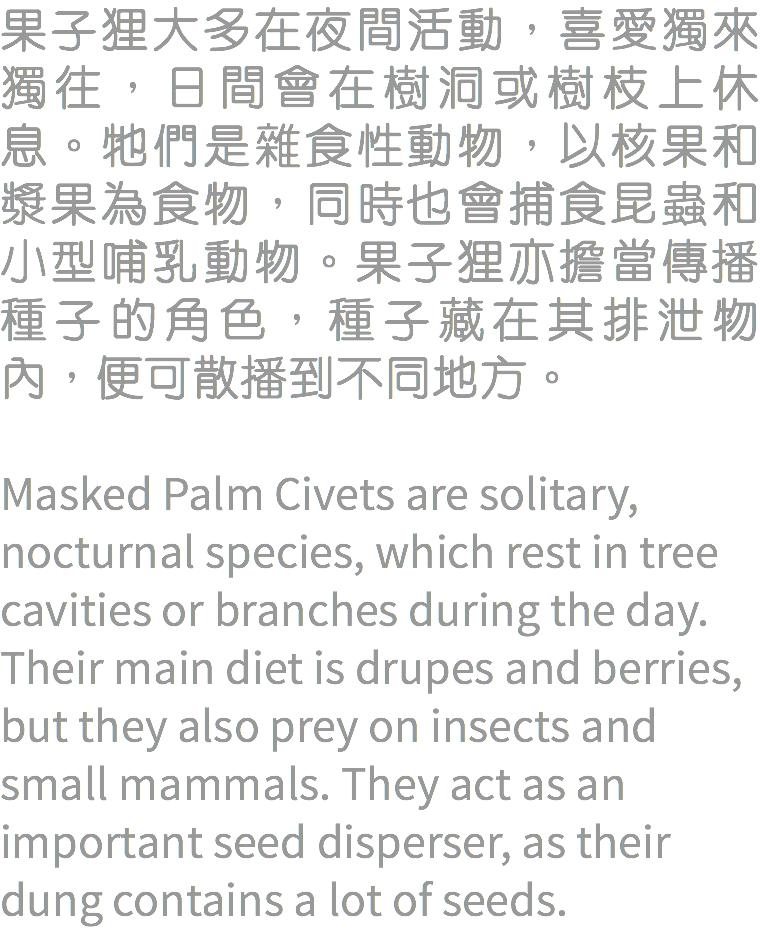 果子狸大多在夜間活動，喜愛獨來
獨往，日間會在樹洞或樹枝上休
息。牠們是雜食性動物，以核果和
漿果為食物，同時也會捕食昆蟲和
小型哺乳動物。果子狸亦擔當傳播
種子的角色，種子藏在其排泄物
內，便可散播到不同地方。
Masked Palm Civets are solitary,
nocturnal species, which rest in tree
cavities or branches during the day.
Their main diet is drupes and berries,
but they also prey on insects and
small mammals. They act as an
important seed disperser, as their
dung contains a lot of seeds.